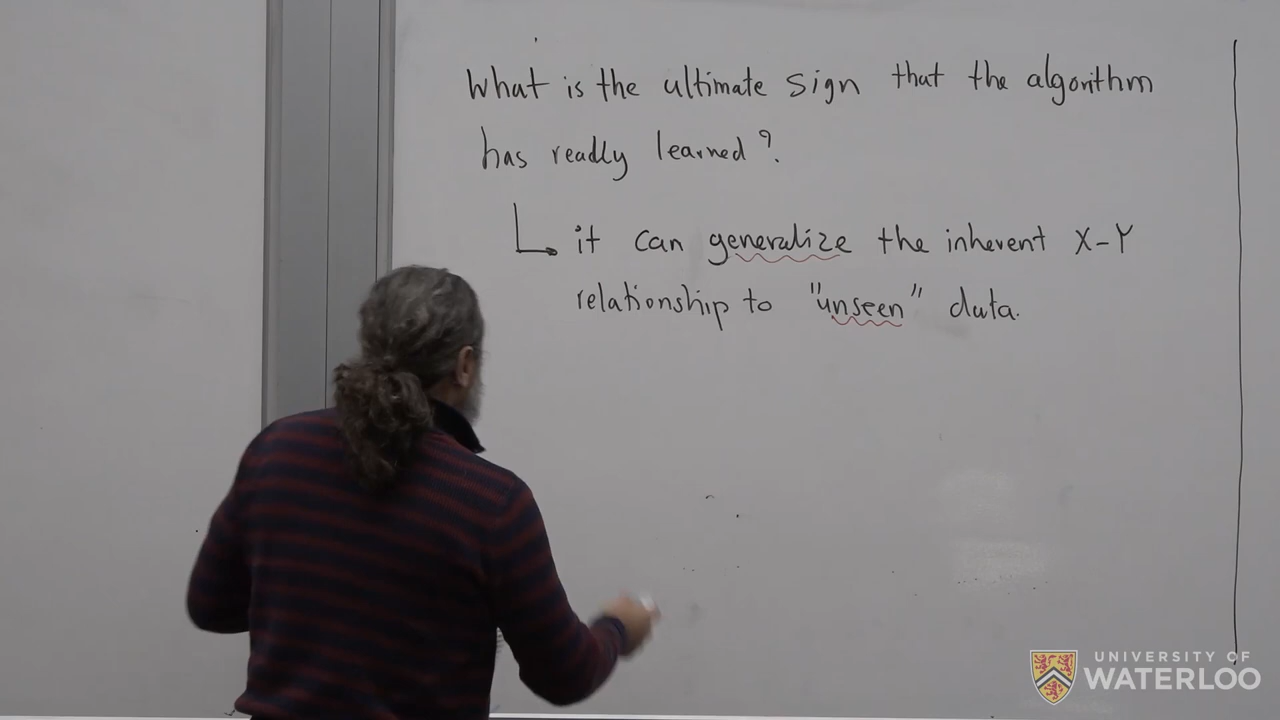 What is the ultimate sign that the algorithm
has really learned?
it can generalize the inherent X-Y
relationship to "unseen" data.
UNIVERSITY OF
WATERLOO